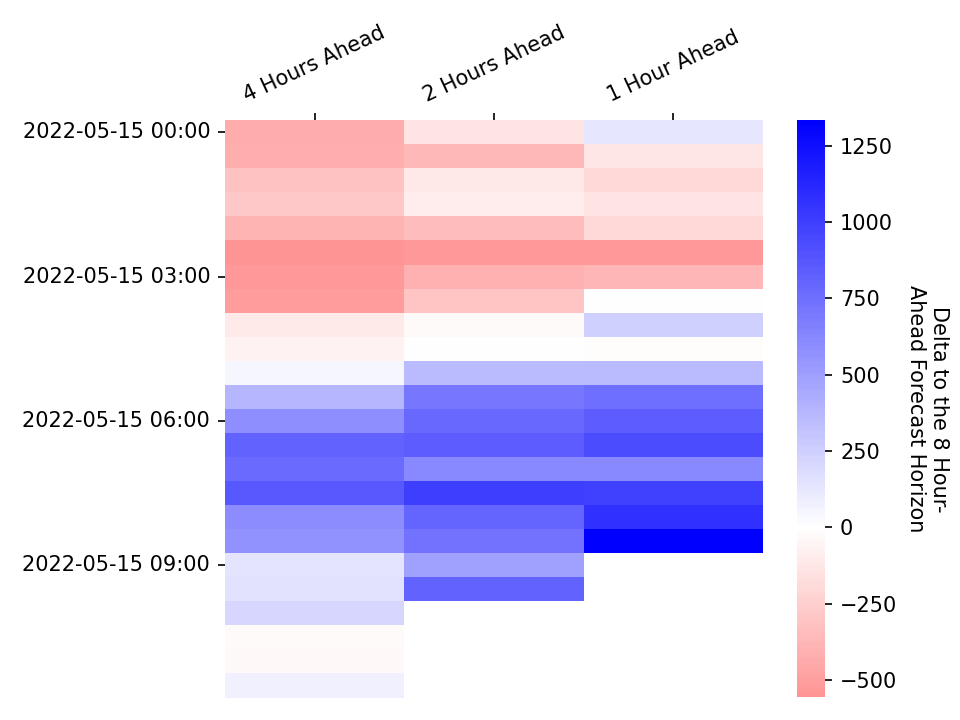 4 Hours Ahead
2 Hours Ahead
1 Hour Ahead
2022-05-15 00:00
2022-05-15 03:00
2022-05-15 06:00
2022-05-15 09:00
1250
1000
750
500
250
0
−250
−500
Delta to the 8 Hour-
Ahead Forecast Horizon